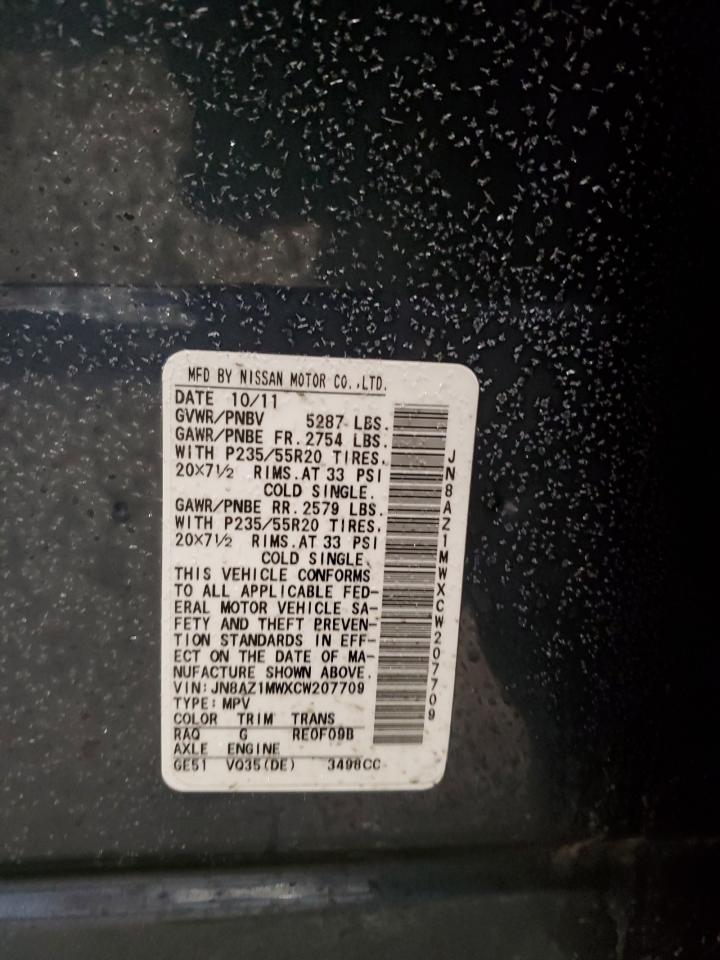 MFD BY NISSAN MOTOR CO.,LTD.
DATE 10/11
GVWR/PNBV 5287 LBS.
GAWR/PNBE FR. 2754 LBS.
WITH P235/55R20 TIRES.
20X7½ RIMS.AT 33 PSI
COLD SINGLE.
GAWR/PNBE RR. 2579 LBS.
WITH P235/55R20 TIRES.
20X7½ RIMS.AT 33 PSI
COLD SINGLE.
THIS VEHICLE CONFORMS
TO ALL APPLICABLE FED-
ERAL MOTOR VEHICLE SA-
FETY AND THEFT PREVEN-
TION STANDARDS IN EFF-
ECT ON THE DATE OF MA-
NUFACTURE SHOWN ABOVE.
VIN:JN8AZ1MWXCW207709
TYPE:MPV
COLOR TRIM TRANS
RAQ G RE0F09B
AXLE ENGINE
GE51 VQ35(DE) 3498CC
JN8AZ1MWXCW207709